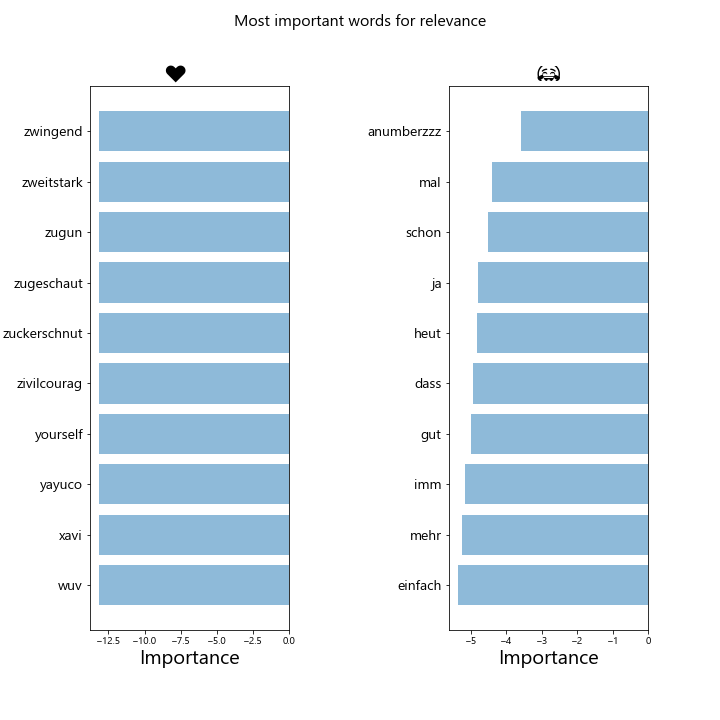 Most important words for relevance
♥ 😹
zwingend
zweitstark
zugun
zugeschaut
zuckerschnut
zivilcourag
yourself
yayuco
xavi
wuv
−12.5 −10.0 −7.5 −5.0 −2.5 0.0
Importance
anumberzzz
mal
schon
ja
heut
dass
gut
imm
mehr
einfach
−5 −4 −3 −2 −1 0
Importance